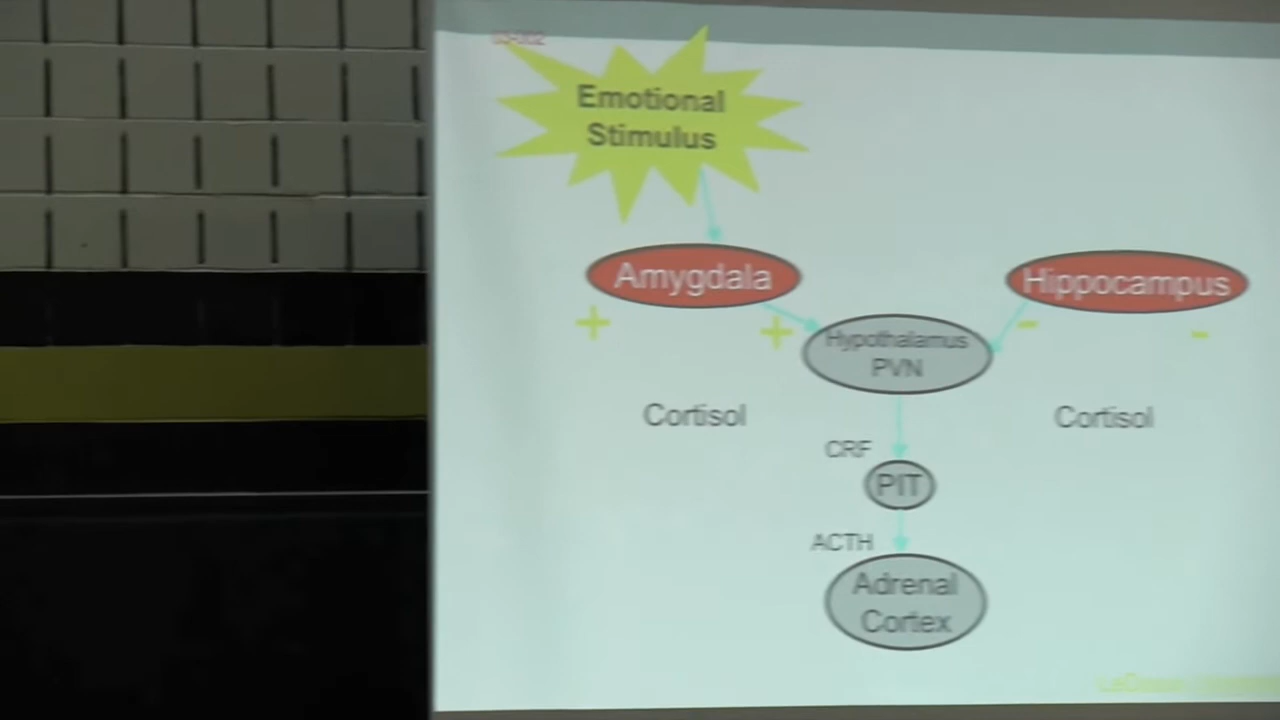 Emotional
Stimulus
Amygdala
Hippocampus
+
+
-
-
Hypothalamus
PVN
Cortisol
Cortisol
CRF
PIT
ACTH
Adrenal
Cortex